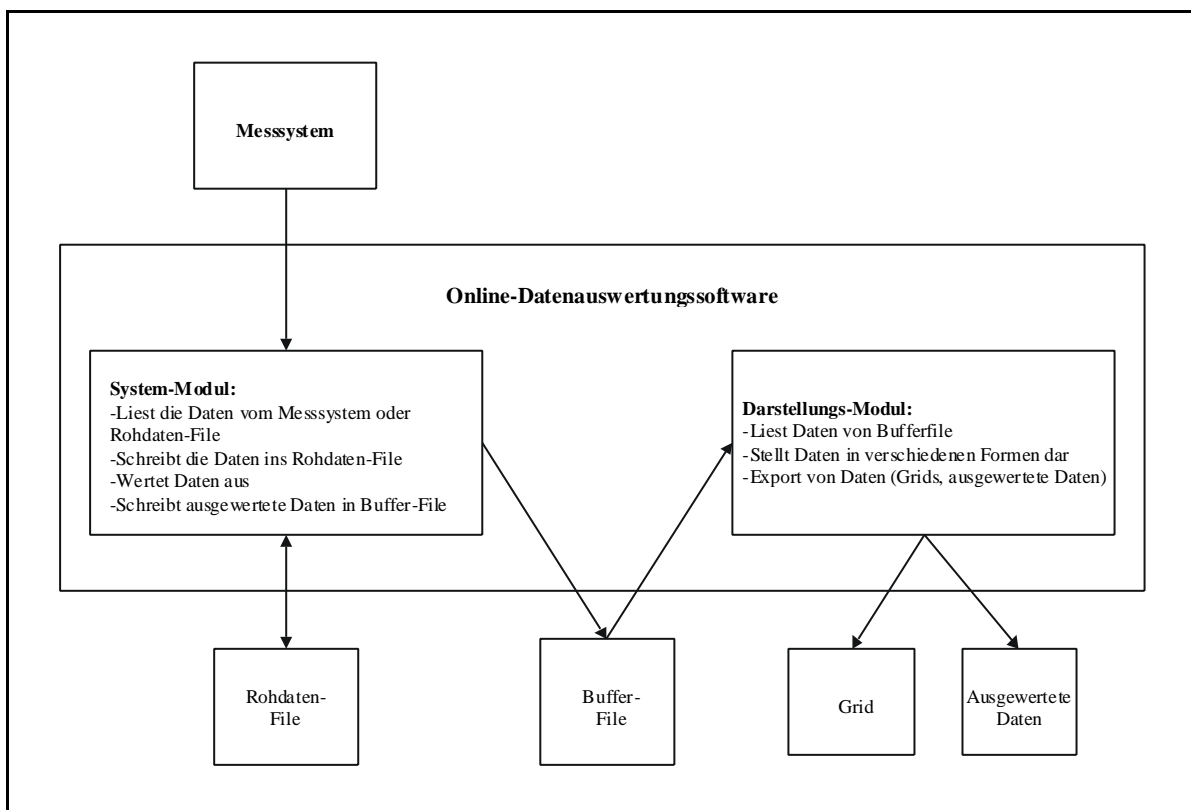 Messsystem
Online-Datenauswertungssoftware
System-Modul:
-Liest die Daten vom Messsystem oder
Rohdaten-File
-Schreibt die Daten ins Rohdaten-File
-Wertet Daten aus
-Schreibt ausgewertete Daten in Buffer-File
Darstellungs-Modul:
-Liest Daten von Bufferfile
-Stellt Daten in verschiedenen Formen dar
-Export von Daten (Grids, ausgewertete Daten)
Rohdaten-
File
Buffer-
File
Grid
Ausgewertete
Daten